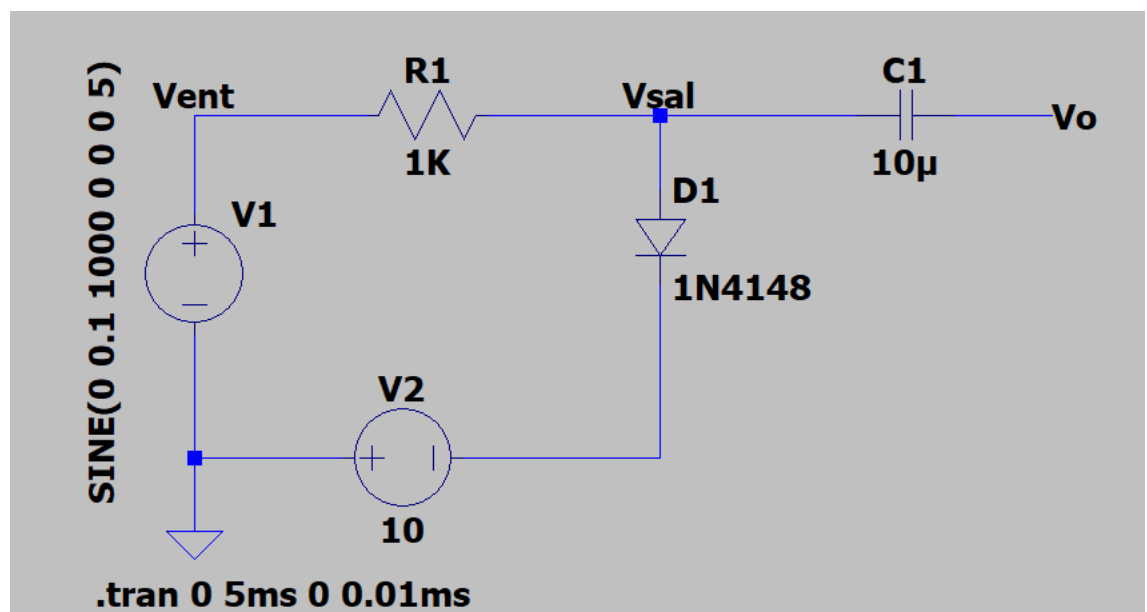 SINE(0 0.1 1000 0 0 0 5)
Vent
R1
1K
Vsal
C1
10µ
Vo
V1
D1
1N4148
V2
10
.tran 0 5ms 0 0.01ms